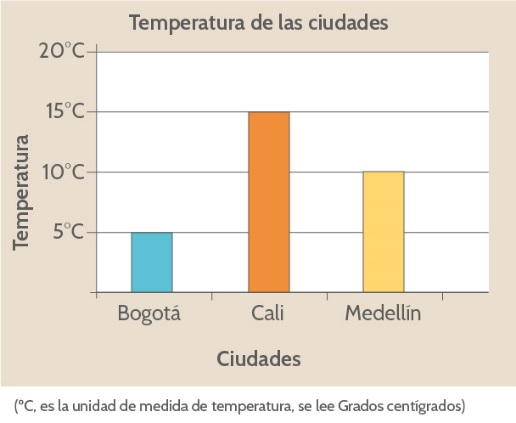 Temperatura de las ciudades
20°C
15°C
10°C
5°C
Temperatura
Bogotá
Cali
Medellín
Ciudades
(°C, es la unidad de medida de temperatura, se lee Grados centígrados)